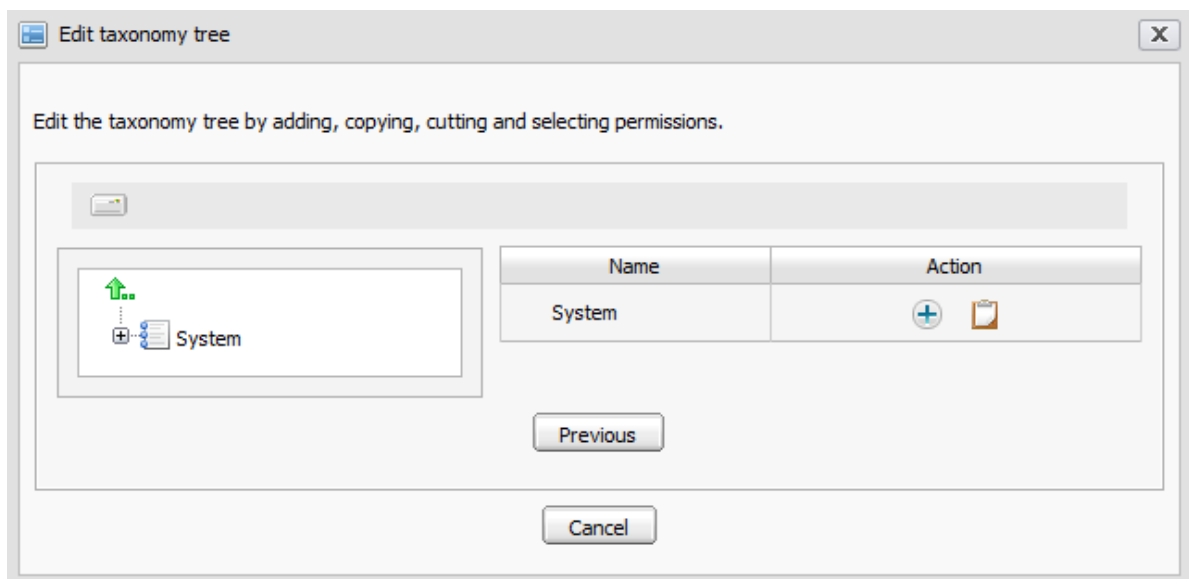 Edit taxonomy tree
X
Edit the taxonomy tree by adding, copying, cutting and selecting permissions.
Name Action
System
System
Previous
Cancel